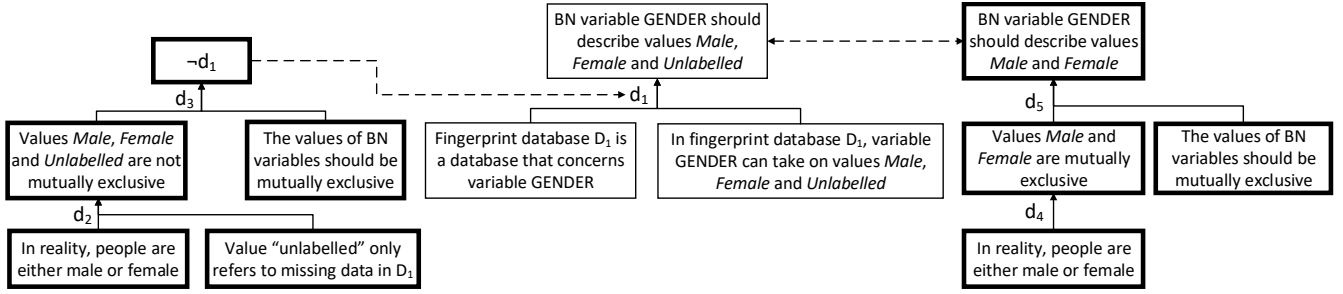 ¬d1
d3
Values Male, Female
and Unlabelled are not
mutually exclusive
The values of BN
variables should be
mutually exclusive
d2
In reality, people are
either male or female
Value “unlabelled” only
refers to missing data in D1
BN variable GENDER should
describe values Male,
Female and Unlabelled
d1
Fingerprint database D1 is
a database that concerns
variable GENDER
In fingerprint database D1, variable
GENDER can take on values Male,
Female and Unlabelled
BN variable GENDER
should describe values
Male and Female
d5
Values Male and
Female are mutually
exclusive
The values of BN
variables should be
mutually exclusive
d4
In reality, people are
either male or female